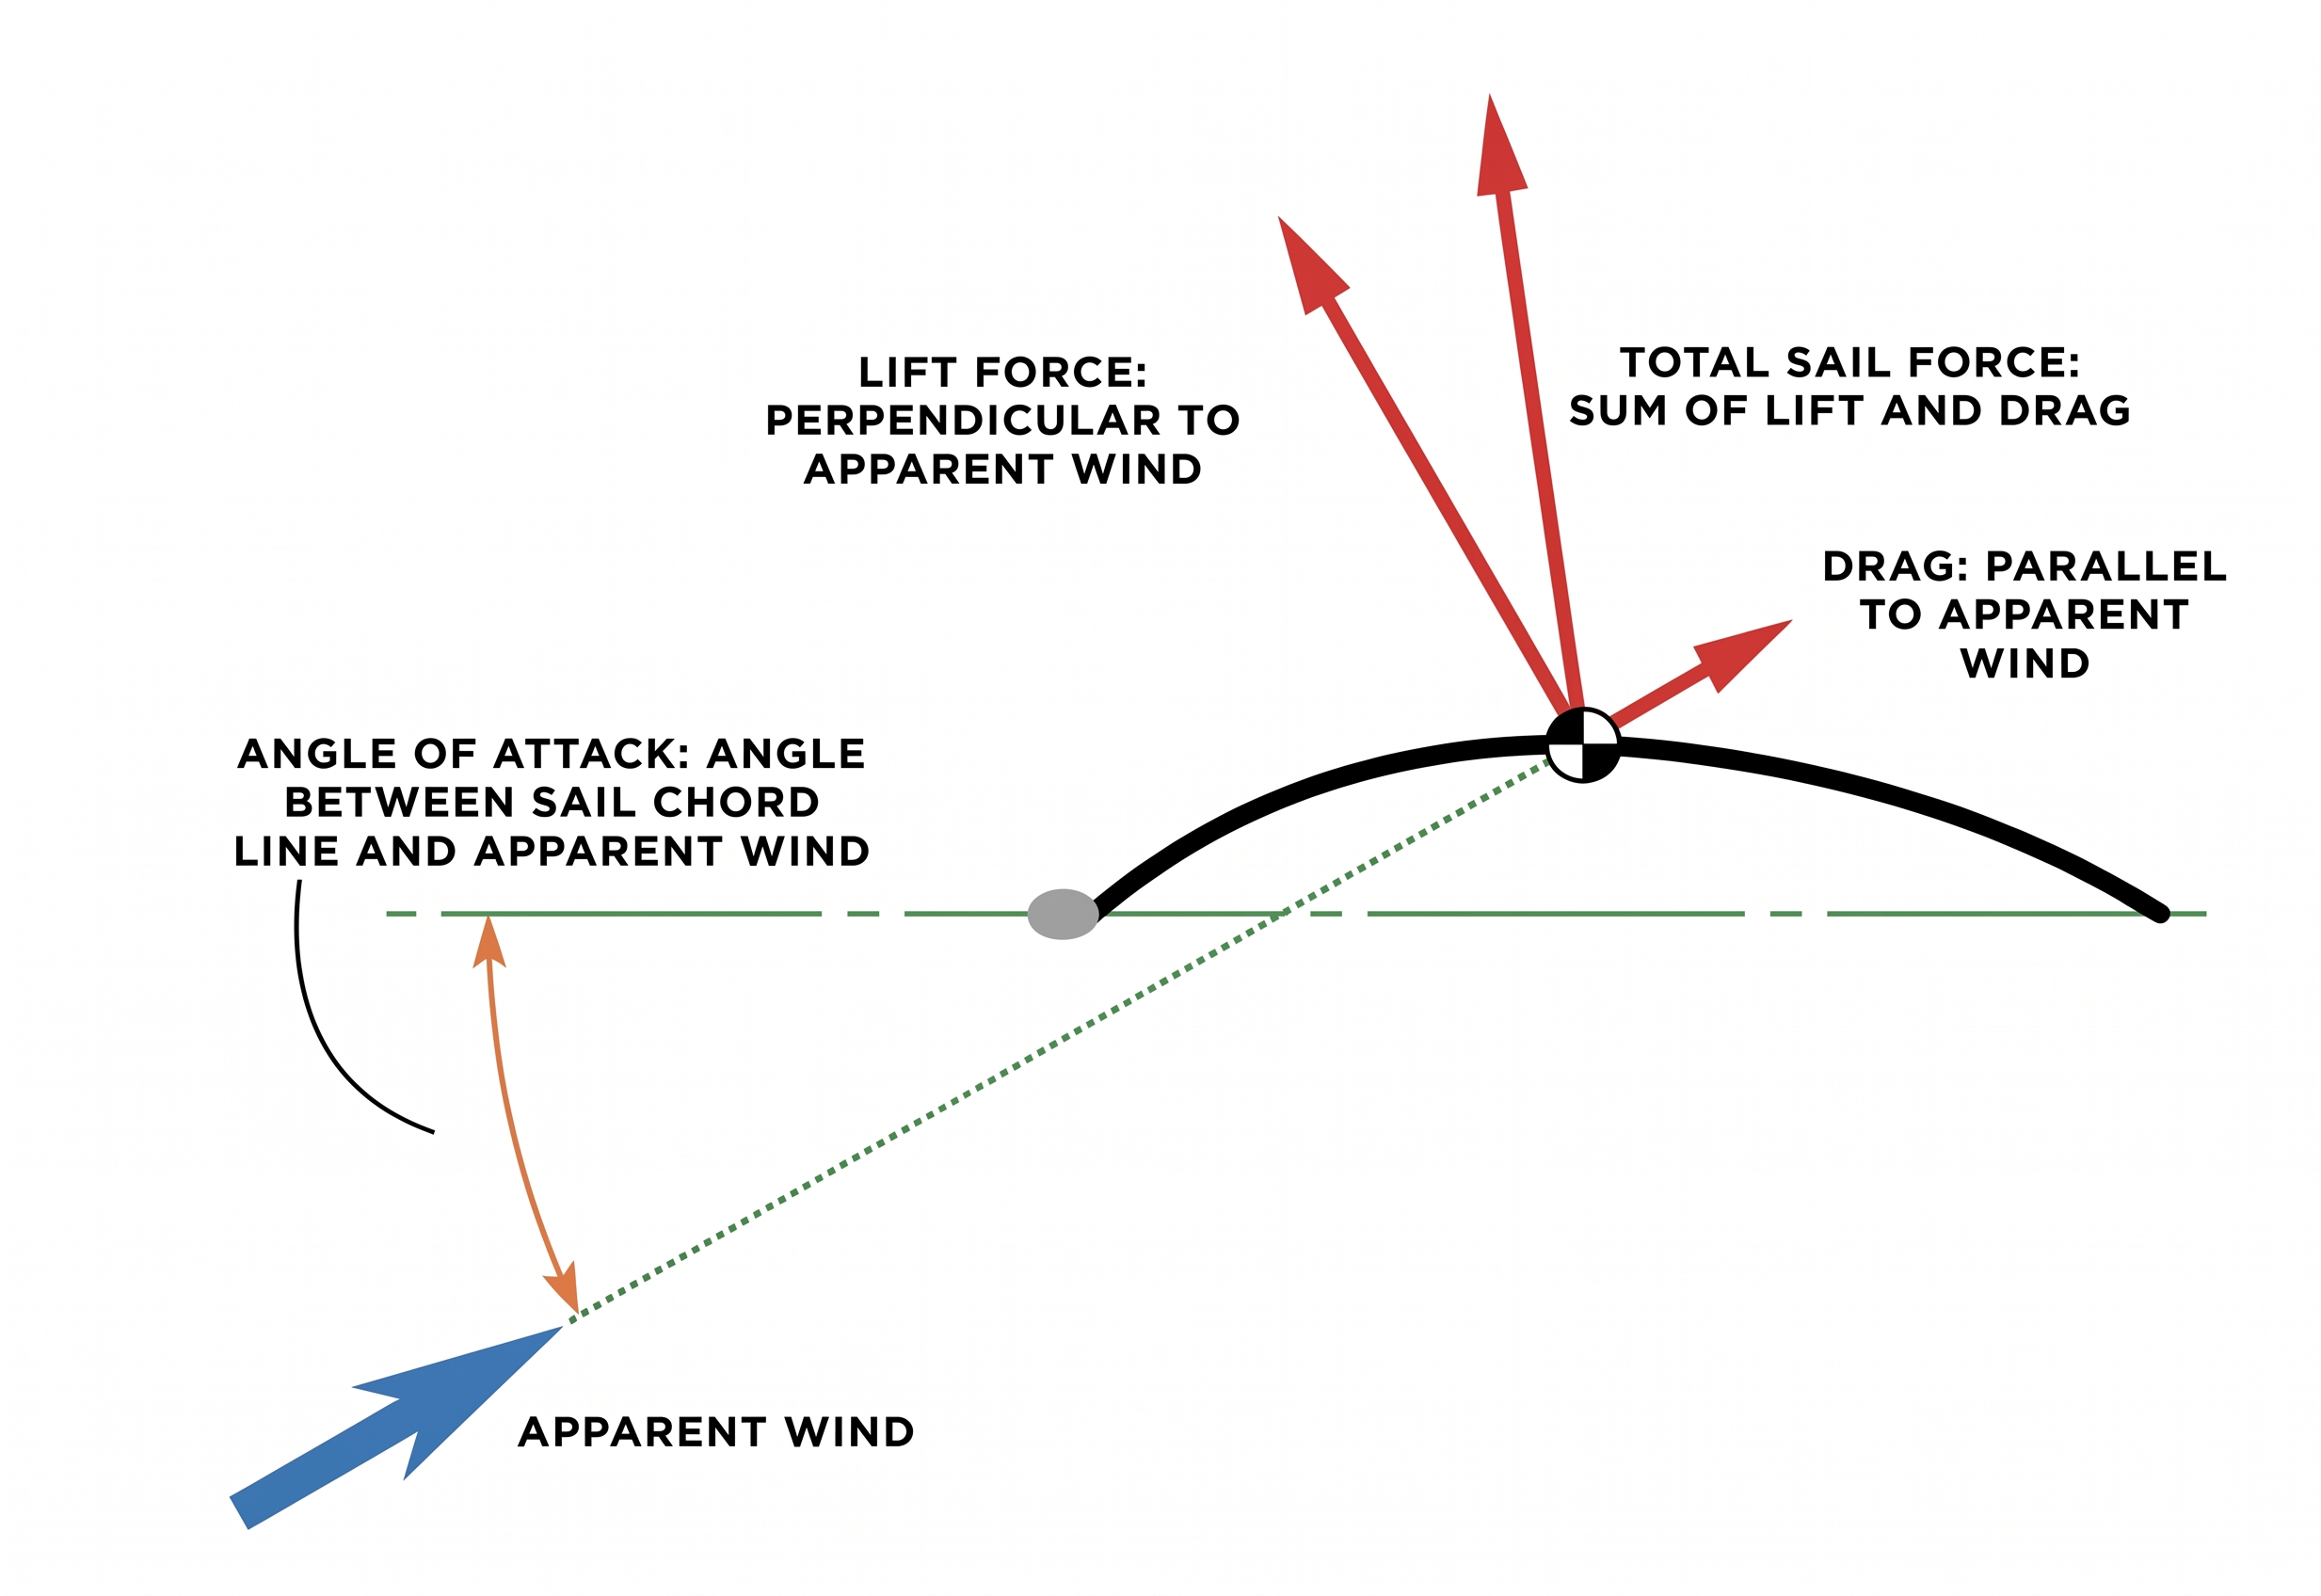 LIFT FORCE:
PERPENDICULAR TO
APPARENT WIND
TOTAL SAIL FORCE:
SUM OF LIFT AND DRAG
DRAG: PARALLEL
TO APPARENT
WIND
ANGLE OF ATTACK: ANGLE
BETWEEN SAIL CHORD
LINE AND APPARENT WIND
APPARENT WIND